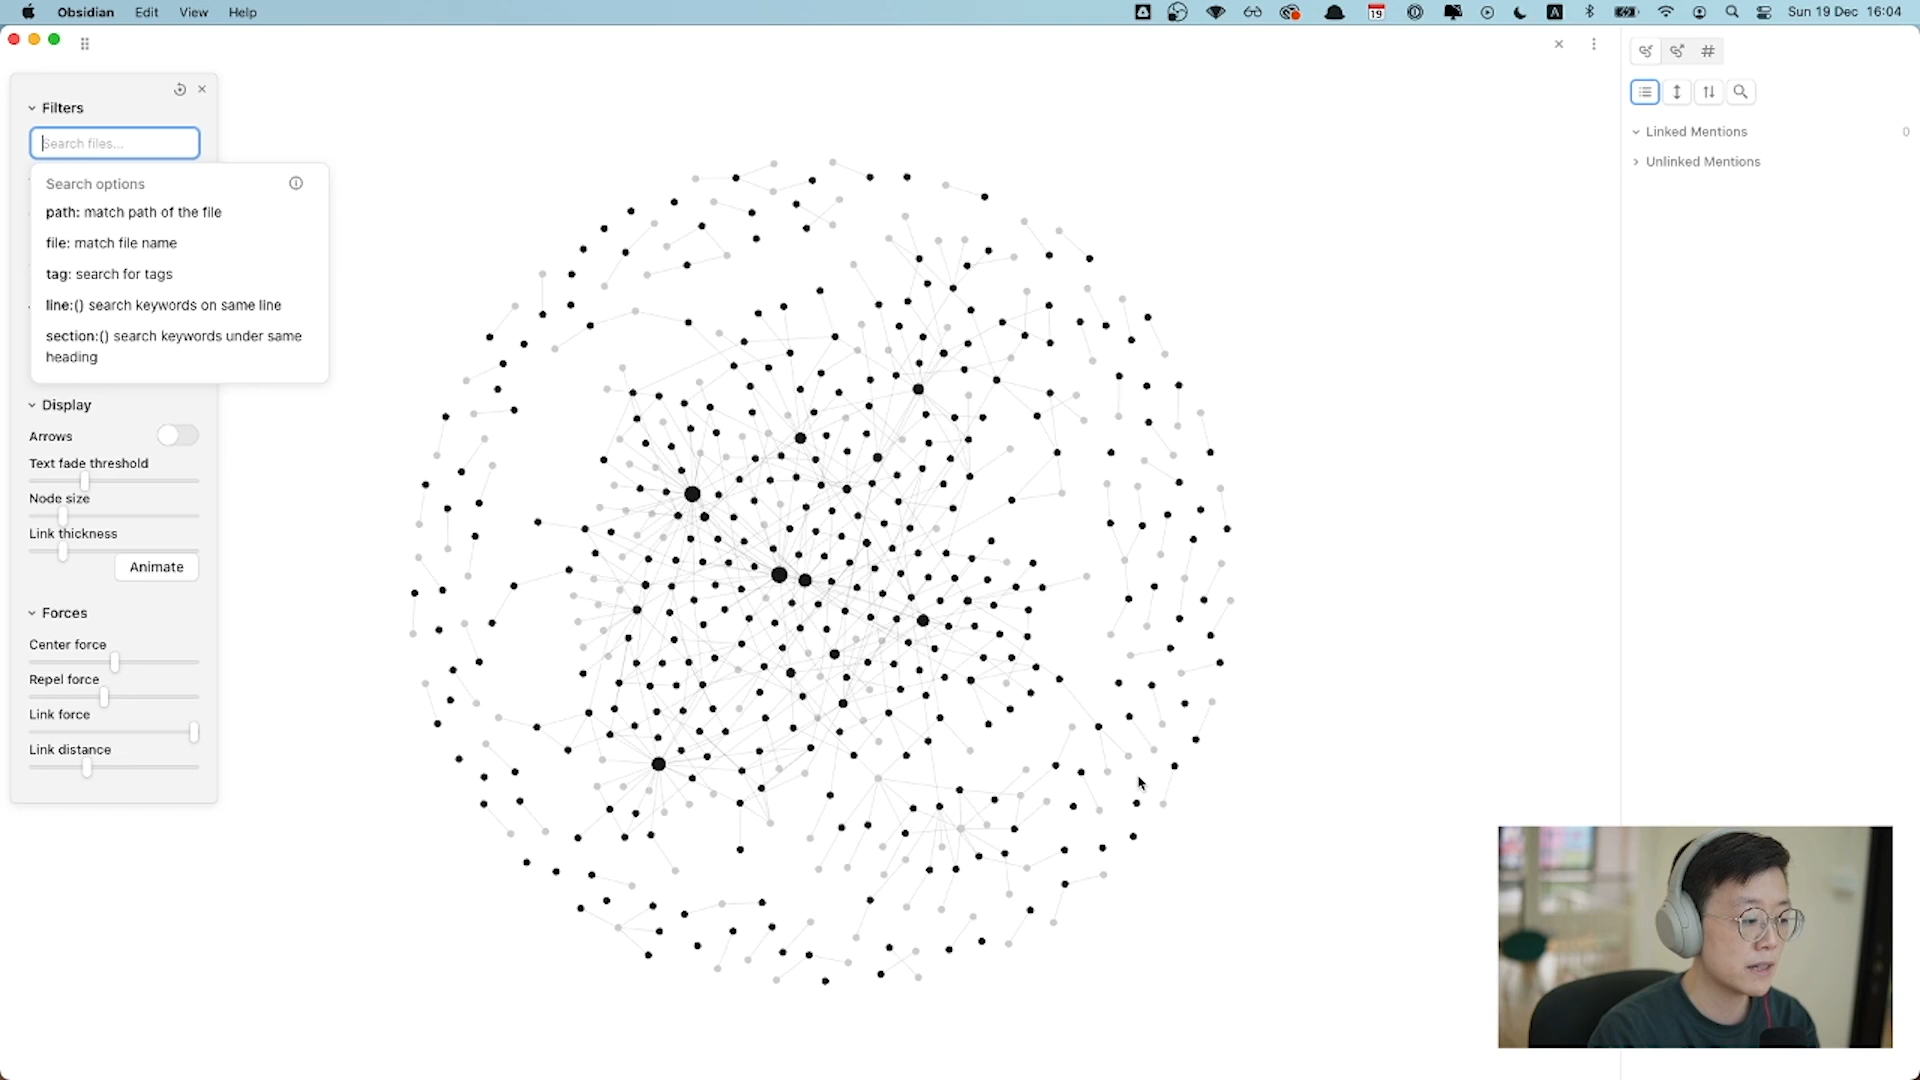 Obsidian Edit View Help
19
A
Sun 19 Dec 16:04
Filters
Search files...
Search options
path: match path of the file
file: match file name
tag: search for tags
line:() search keywords on same line
section:() search keywords under same
heading
Display
Arrows
Text fade threshold
Node size
Link thickness
Animate
Forces
Center force
Repel force
Link force
Link distance
Linked Mentions 0
Unlinked Mentions